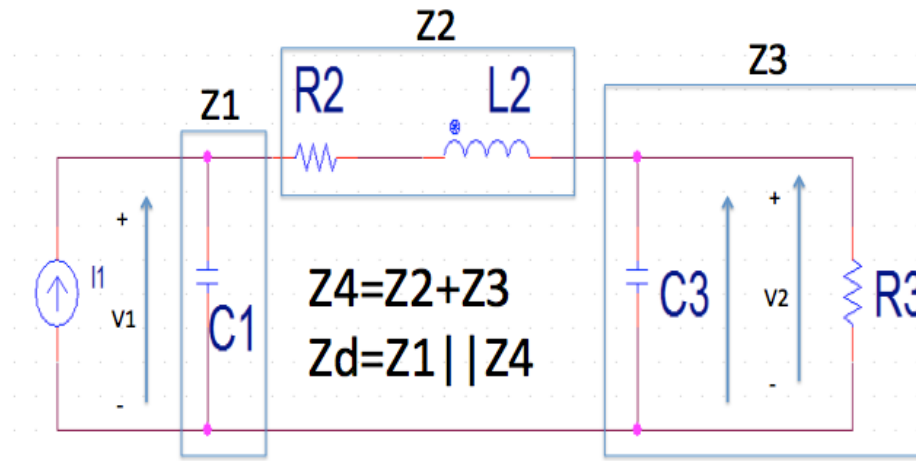 Z2
Z3
R2 L2
Z1
+
+
I1
V1
C1
Z4=Z2+Z3
C3
V2
R3
Zd=Z1||Z4
-
-